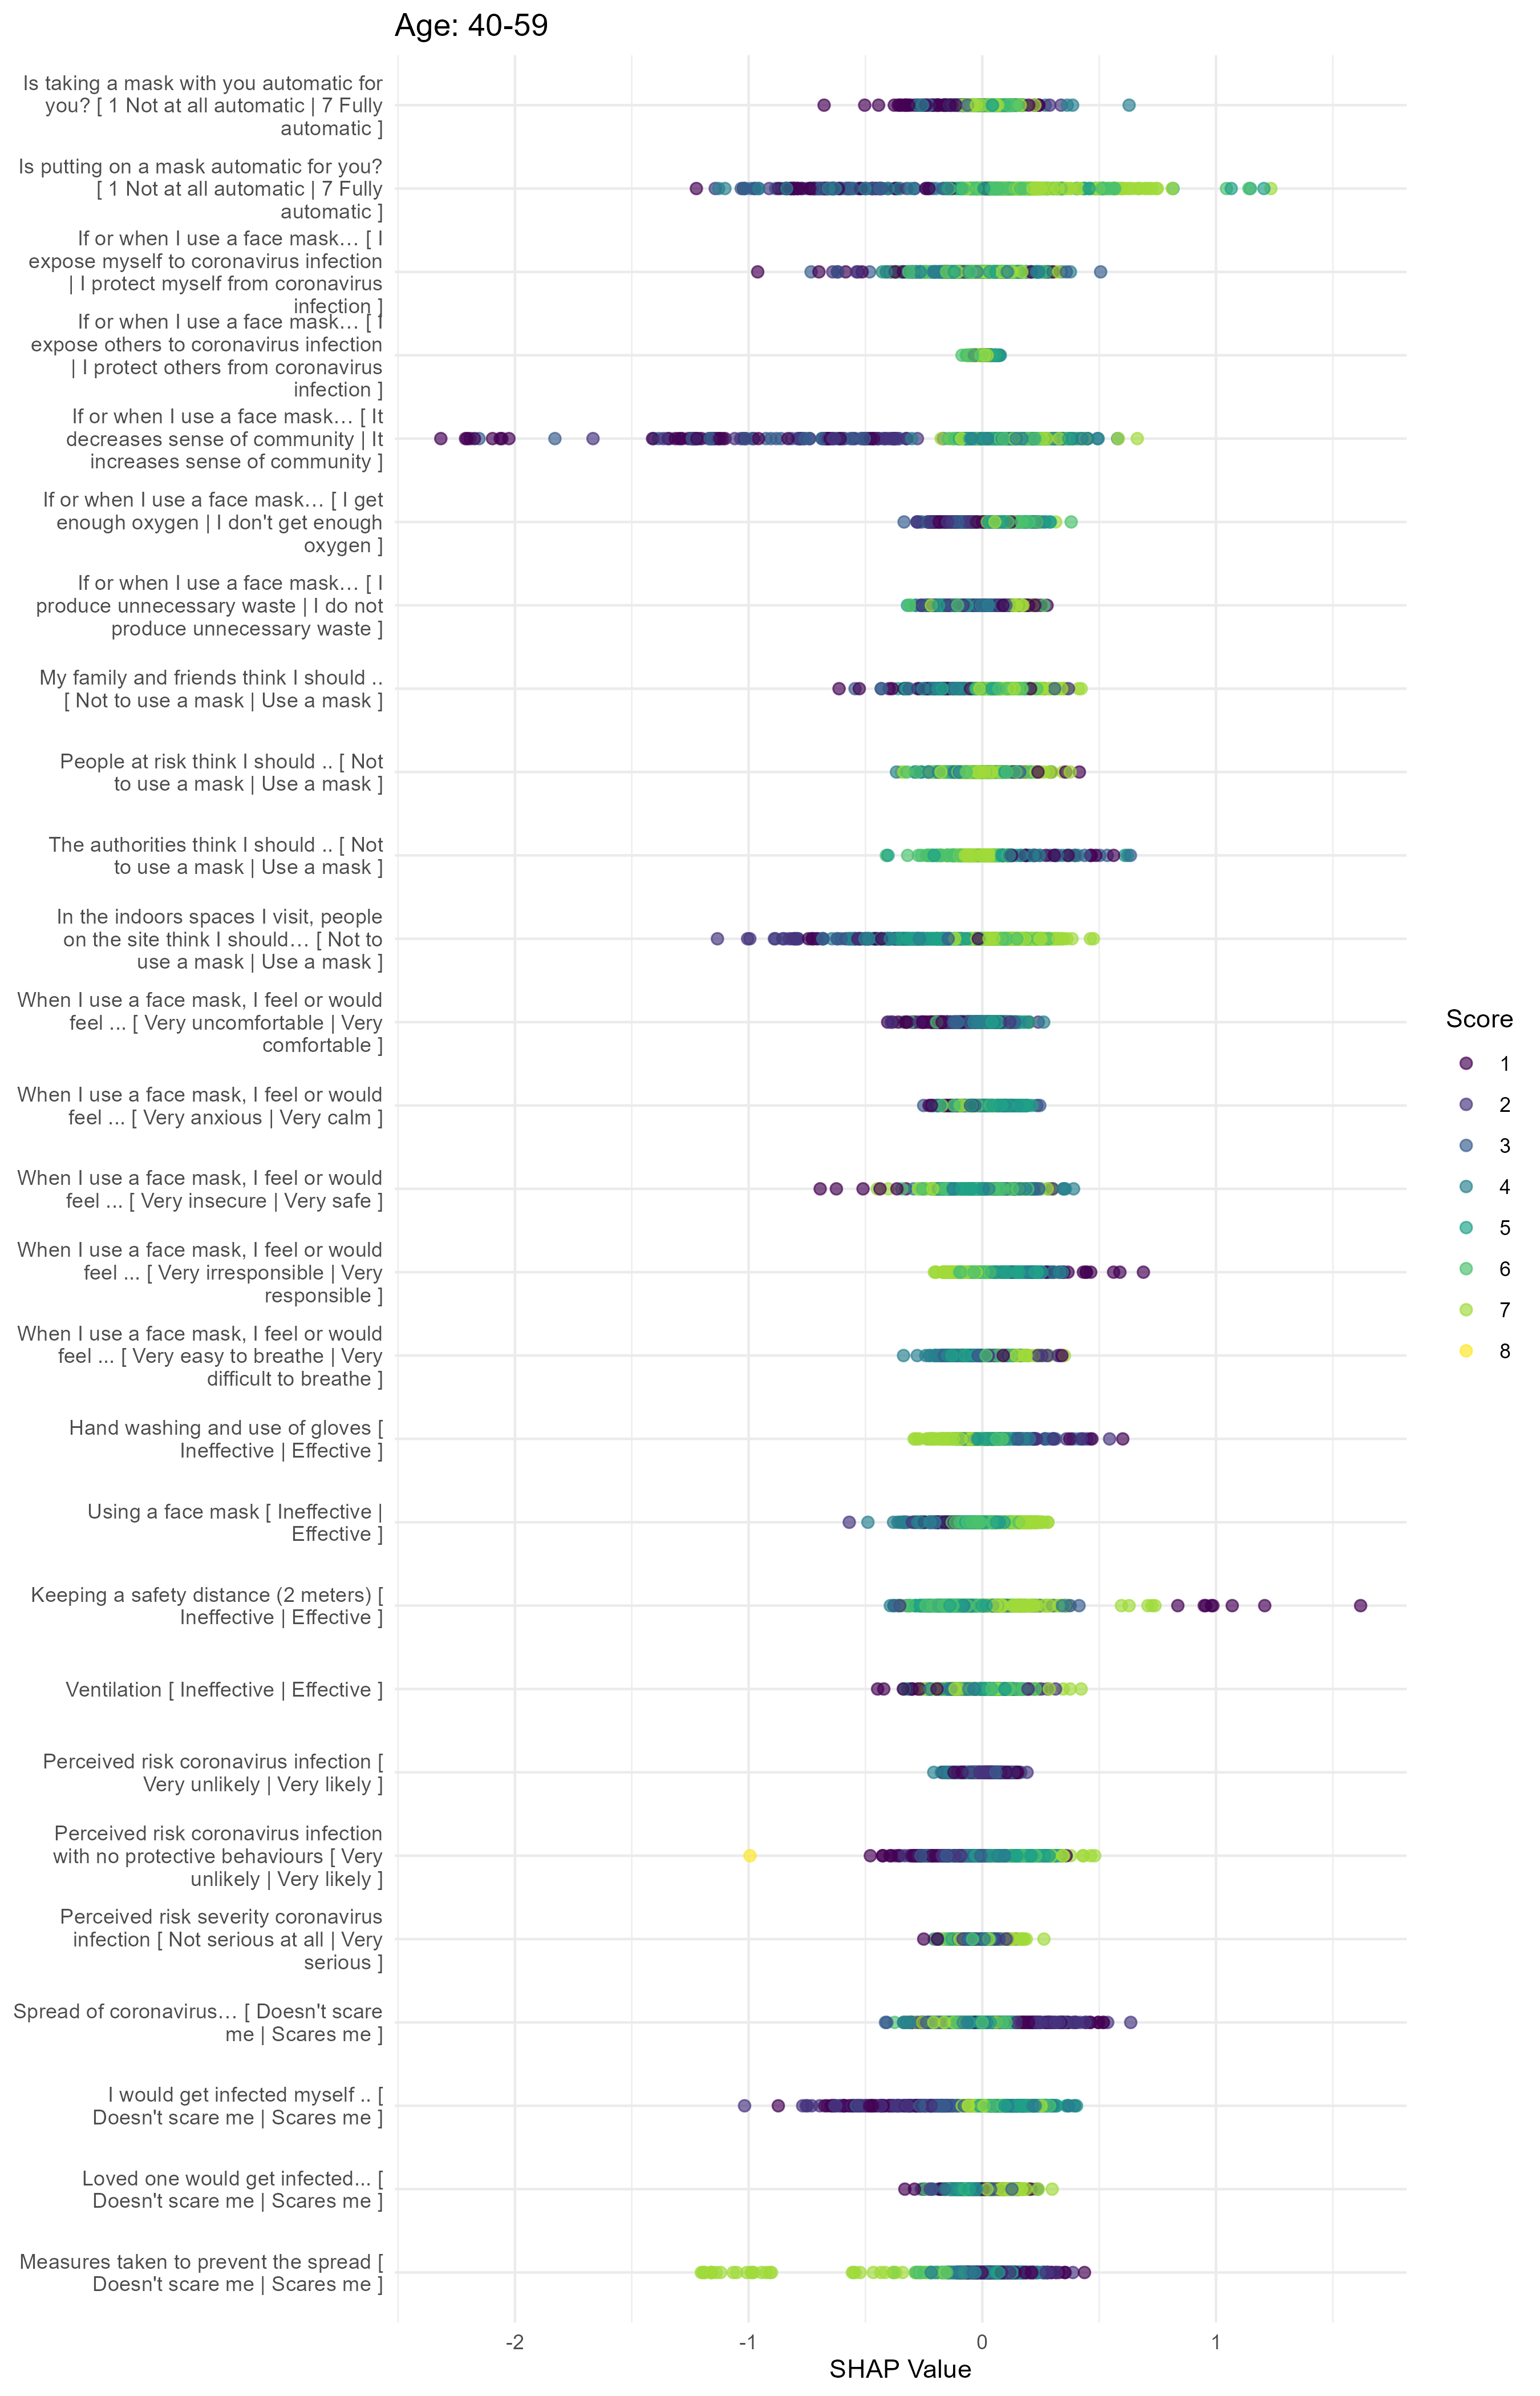 Age: 40-59
Is taking a mask with you automatic for
you? [ 1 Not at all automatic | 7 Fully
automatic ]
Is putting on a mask automatic for you?
[ 1 Not at all automatic | 7 Fully
automatic ]
If or when I use a face mask… [ I
expose myself to coronavirus infection
| I protect myself from coronavirus
infection ]
If or when I use a face mask… [ I
expose others to coronavirus infection
| I protect others from coronavirus
infection ]
If or when I use a face mask… [ It
decreases sense of community | It
increases sense of community ]
If or when I use a face mask… [ I get
enough oxygen | I don't get enough
oxygen ]
If or when I use a face mask… [ I
produce unnecessary waste | I do not
produce unnecessary waste ]
My family and friends think I should ..
[ Not to use a mask | Use a mask ]
People at risk think I should .. [ Not
to use a mask | Use a mask ]
The authorities think I should .. [ Not
to use a mask | Use a mask ]
In the indoors spaces I visit, people
on the site think I should… [ Not to
use a mask | Use a mask ]
When I use a face mask, I feel or would
feel ... [ Very uncomfortable | Very
comfortable ]
When I use a face mask, I feel or would
feel ... [ Very anxious | Very calm ]
When I use a face mask, I feel or would
feel ... [ Very insecure | Very safe ]
When I use a face mask, I feel or would
feel ... [ Very irresponsible | Very
responsible ]
When I use a face mask, I feel or would
feel ... [ Very easy to breathe | Very
difficult to breathe ]
Hand washing and use of gloves [
Ineffective | Effective ]
Using a face mask [ Ineffective |
Effective ]
Keeping a safety distance (2 meters) [
Ineffective | Effective ]
Ventilation [ Ineffective | Effective ]
Perceived risk coronavirus infection [
Very unlikely | Very likely ]
Perceived risk coronavirus infection
with no protective behaviours [ Very
unlikely | Very likely ]
Perceived risk severity coronavirus
infection [ Not serious at all | Very
serious ]
Spread of coronavirus… [ Doesn't scare
me | Scares me ]
I would get infected myself .. [
Doesn't scare me | Scares me ]
Loved one would get infected... [
Doesn't scare me | Scares me ]
Measures taken to prevent the spread [
Doesn't scare me | Scares me ]
-2
-1
0
1
SHAP Value
Score
1
2
3
4
5
6
7
8